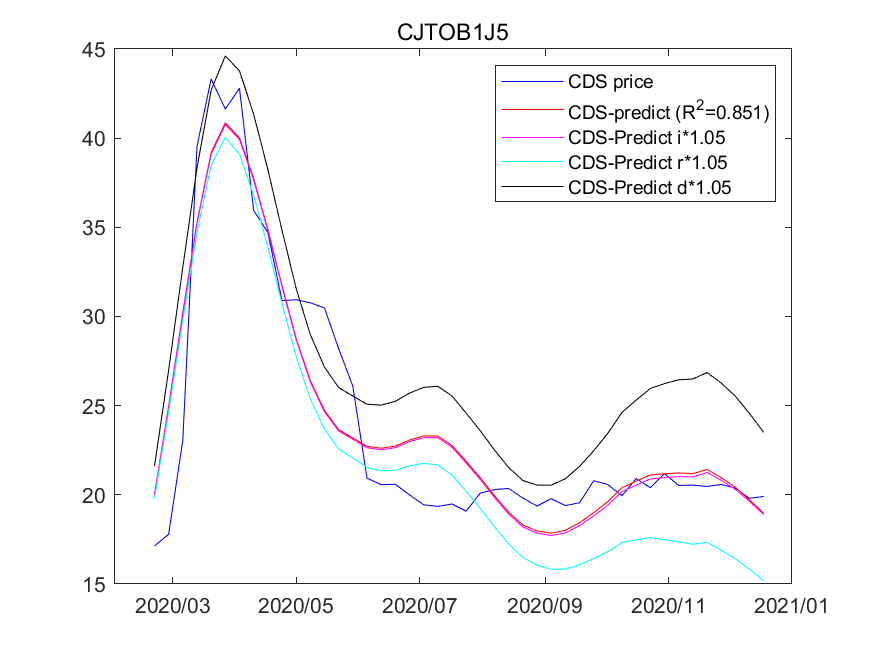 CJTOB1J5
45
40
35
30
25
20
15
CDS price
CDS-predict (R²=0.851)
CDS-Predict i*1.05
CDS-Predict r*1.05
CDS-Predict d*1.05
2020/03 2020/05 2020/07 2020/09 2020/11 2021/01